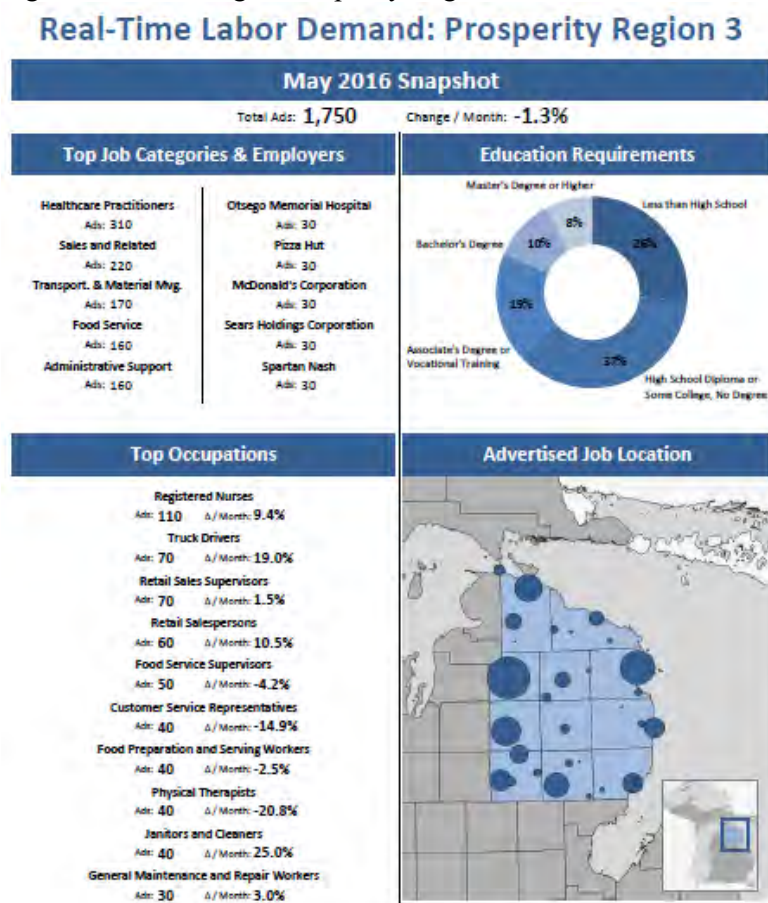 Real-Time Labor Demand: Prosperity Region 3
May 2016 Snapshot
Total Ads: 1,750 Change / Month: -1.3%
Top Job Categories & Employers
Healthcare Practitioners
Ads: 310
Sales and Related
Ads: 220
Transport. & Material Mvg.
Ads: 170
Food Service
Ads: 160
Administrative Support
Ads: 160
Otsego Memorial Hospital
Ads: 30
Pizza Hut
Ads: 30
McDonald's Corporation
Ads: 30
Sears Holdings Corporation
Ads: 30
Spartan Nash
Ads: 30
Education Requirements
Master's Degree or Higher
Less than High School
8%
26%
Bachelor's Degree
10%
19%
Associate's Degree or
Vocational Training
37%
High School Diploma or
Some College, No Degree
Top Occupations
Registered Nurses
Ads: 110 Δ/Month: 9.4%
Truck Drivers
Ads: 70 Δ/Month: 19.0%
Retail Sales Supervisors
Ads: 70 Δ/Month: 1.5%
Retail Salespersons
Ads: 60 Δ/Month: 10.5%
Food Service Supervisors
Ads: 50 Δ/Month: -4.2%
Customer Service Representatives
Ads: 40 Δ/Month: -14.9%
Food Preparation and Serving Workers
Ads: 40 Δ/Month: -2.5%
Physical Therapists
Ads: 40 Δ/Month: -20.8%
Janitors and Cleaners
Ads: 40 Δ/Month: 25.0%
General Maintenance and Repair Workers
Ads: 30 Δ/Month: 3.0%
Advertised Job Location